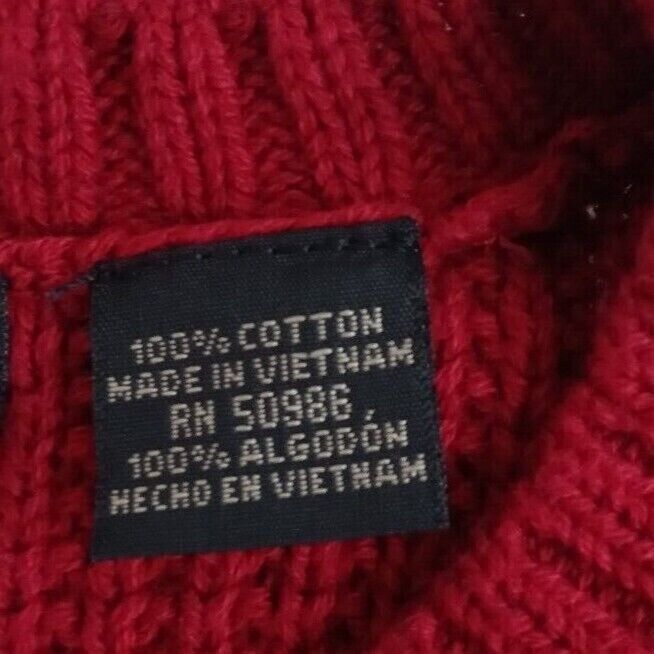 100% COTTON
MADE IN VIETNAM
RN 50986
100% ALGODÓN
HECHO EN VIETNAM